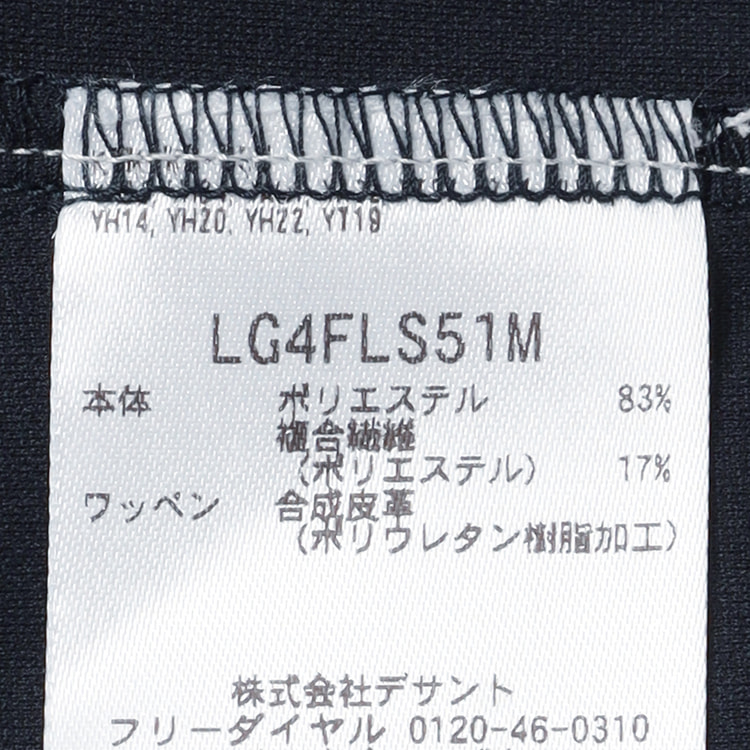 YH14, YH20, YH22, YT19
LG4FLS51M
本体 ポリエステル 83%
複合繊維
(ポリエステル) 17%
ワッペン 合成皮革
(ポリウレタン樹脂加工)
株式会社デサント
フリーダイヤル 0120-46-0310